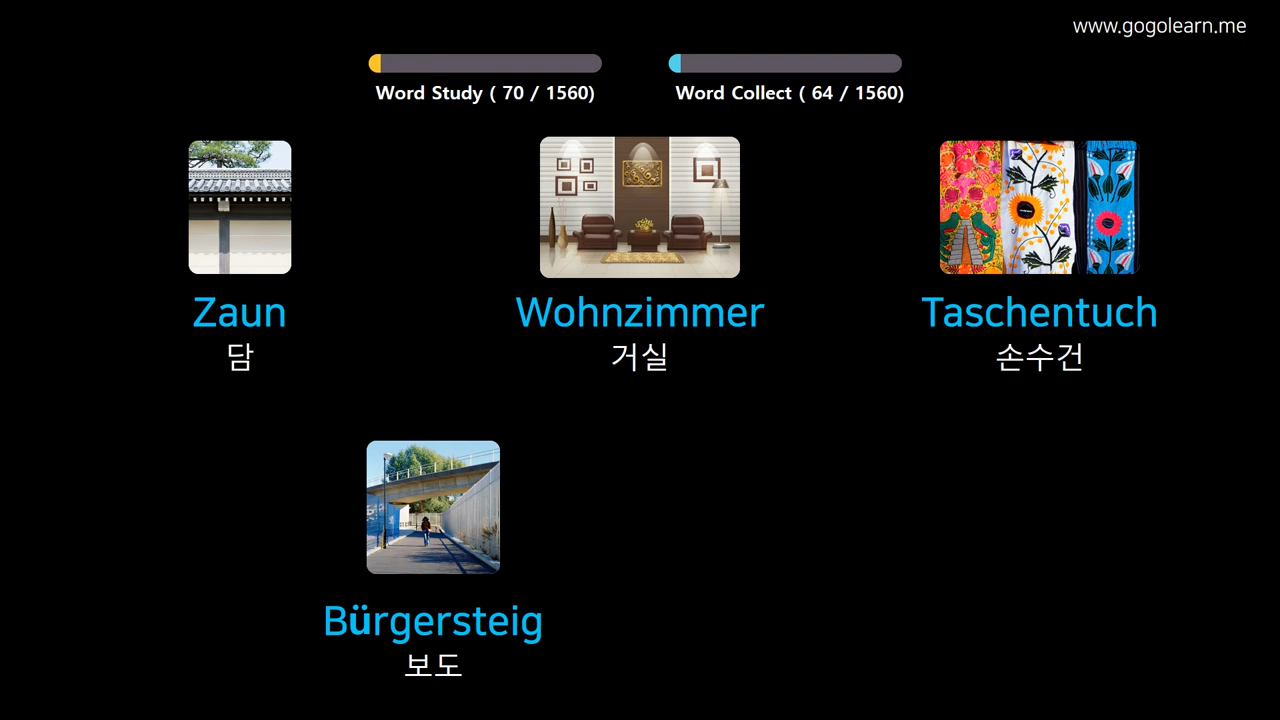 www.gogolearn.me
Word Study ( 70 / 1560)
Word Collect ( 64 / 1560)
Zaun
담
Wohnzimmer
거실
Taschentuch
손수건
Bürgersteig
보도